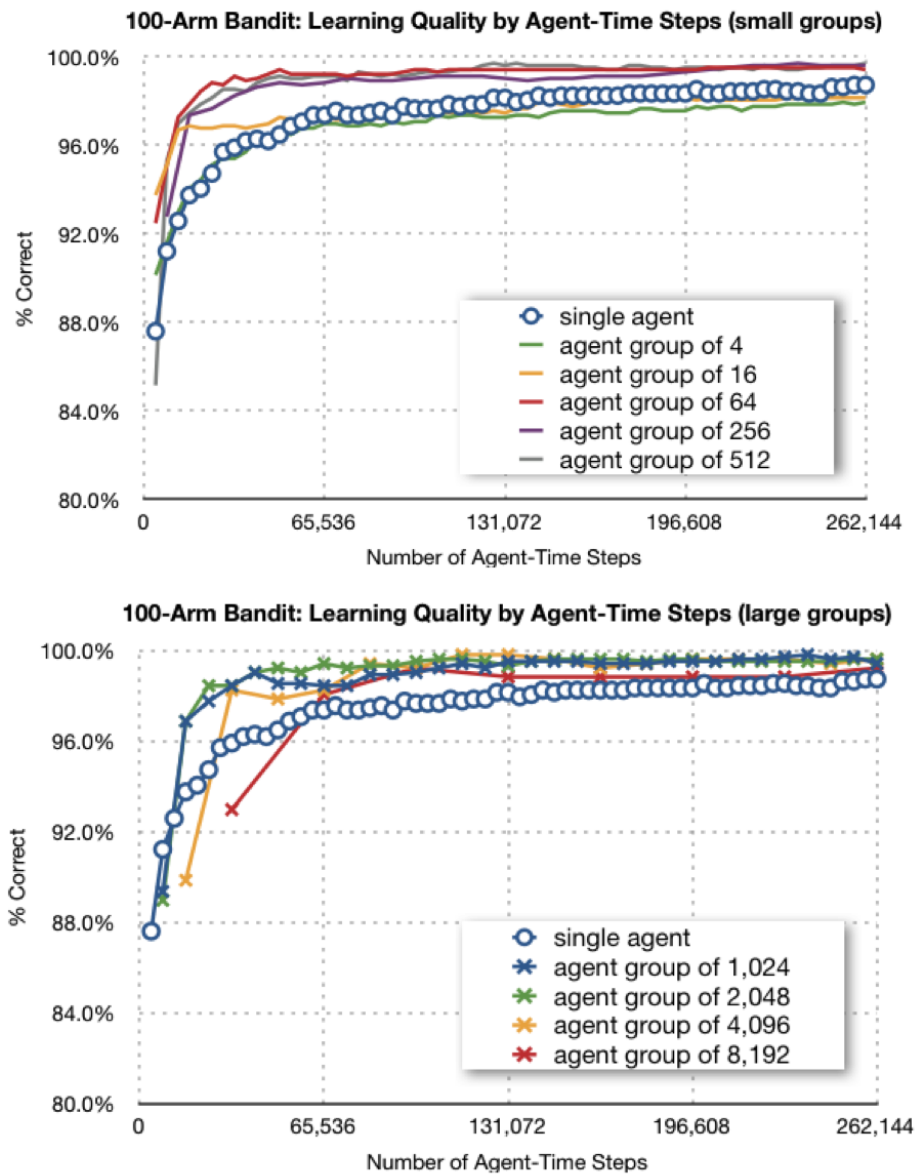 100-Arm Bandit: Learning Quality by Agent-Time Steps (small groups)
100.0%
96.0%
92.0%
88.0%
84.0%
80.0%
% Correct
single agent
agent group of 4
agent group of 16
agent group of 64
agent group of 256
agent group of 512
0 65,536 131,072 196,608 262,144
Number of Agent-Time Steps
100-Arm Bandit: Learning Quality by Agent-Time Steps (large groups)
100.0%
96.0%
92.0%
88.0%
84.0%
80.0%
% Correct
single agent
agent group of 1,024
agent group of 2,048
agent group of 4,096
agent group of 8,192
0 65,536 131,072 196,608 262,144
Number of Agent-Time Steps